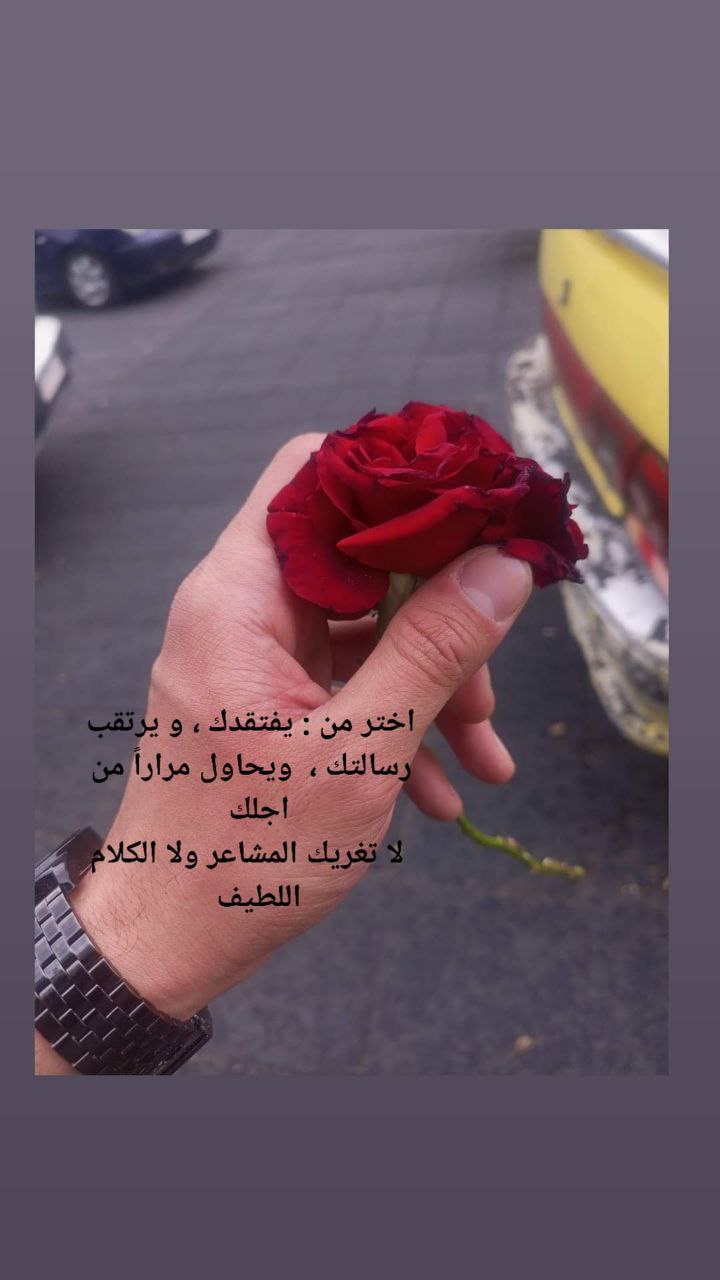 اختر من : يفتقدك ، و يرتقب
رسالتك ،  ويحاول مراراً من
اجلك
لا تغريك المشاعر ولا الكلام
اللطيف